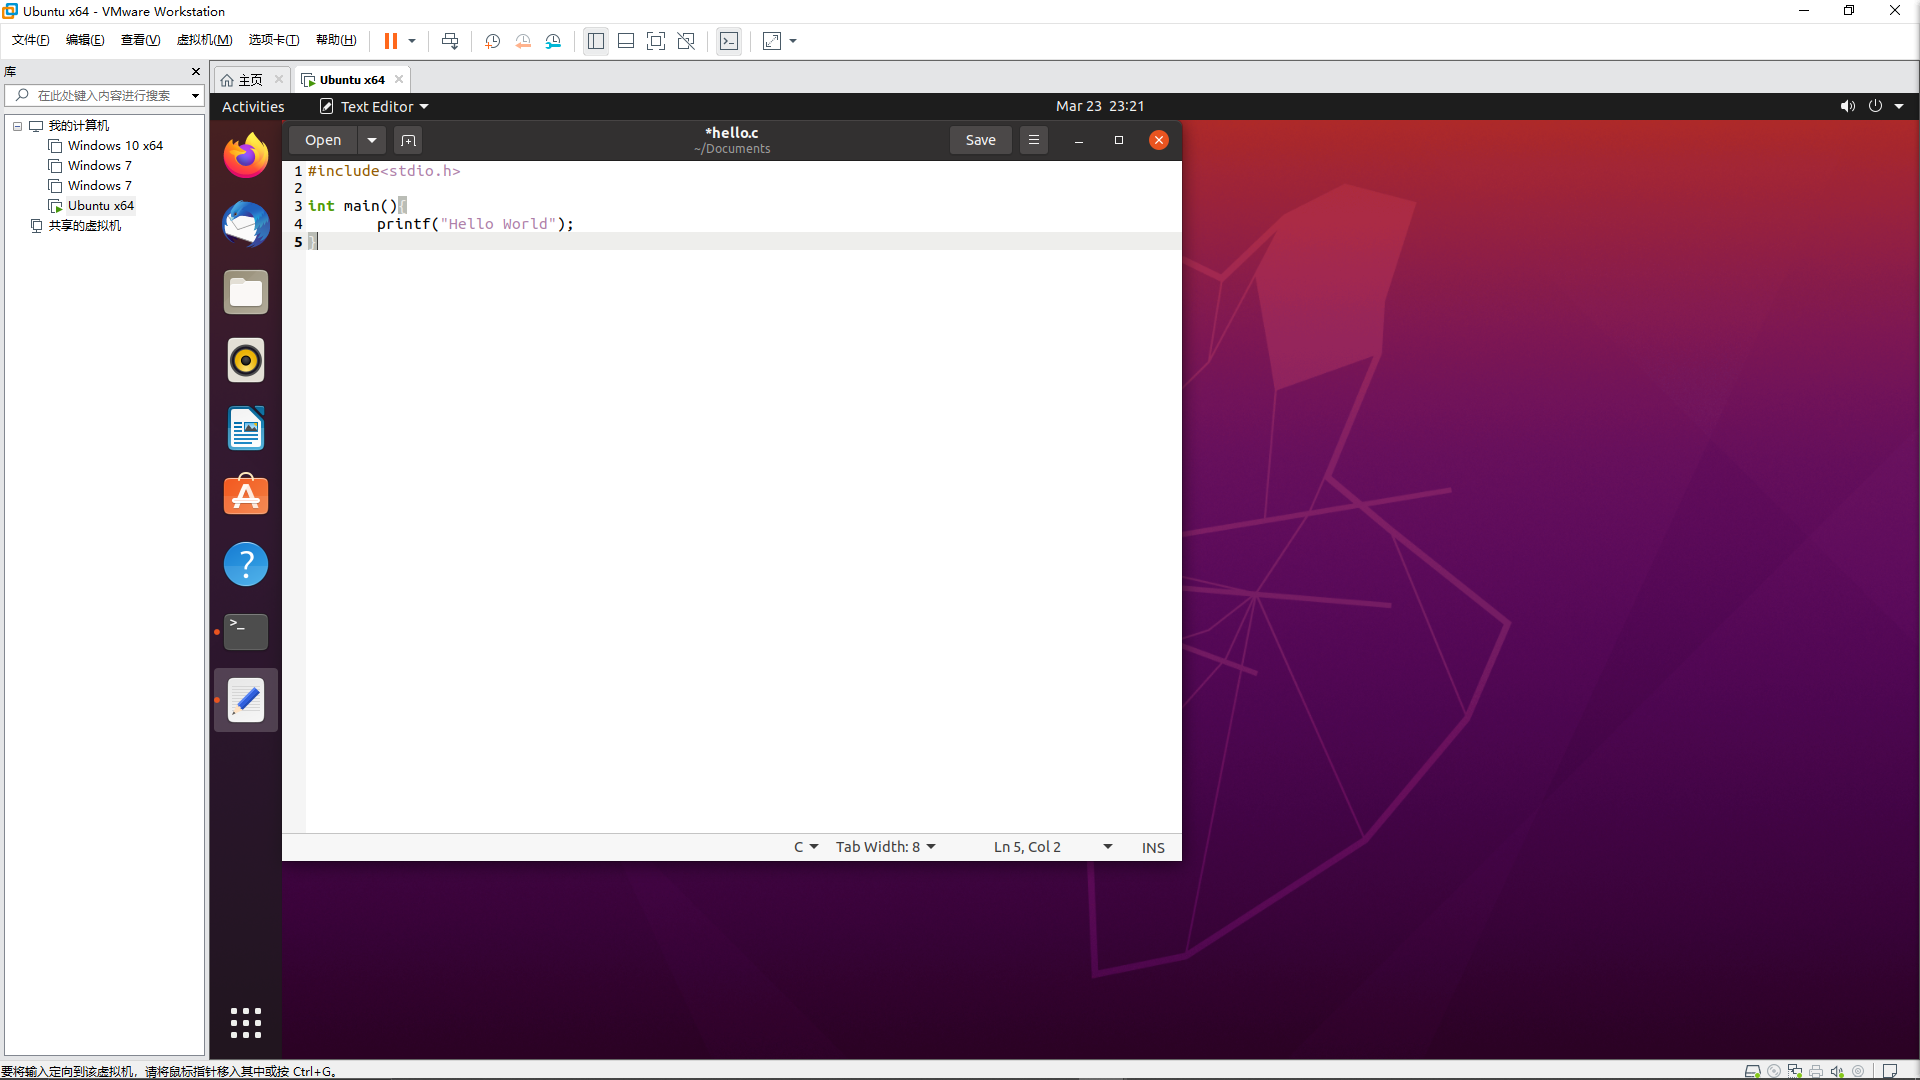 Ubuntu x64 - VMware Workstation
文件(F) 编辑(E) 查看(V) 虚拟机(M) 选项卡(T) 帮助(H)
库
在此处键入内容进行搜索
我的计算机
Windows 10 x64
Windows 7
Windows 7
Ubuntu x64
共享的虚拟机
主页 Ubuntu x64
Activities Text Editor Mar 23 23:21
Open *hello.c Save
~/Documents
1 #include<stdio.h>
2
3 int main(){
4 printf("Hello World");
5 }
C Tab Width: 8 Ln 5, Col 2 INS
要将输入定向到该虚拟机，请将鼠标指针移入其中或按 Ctrl+G。